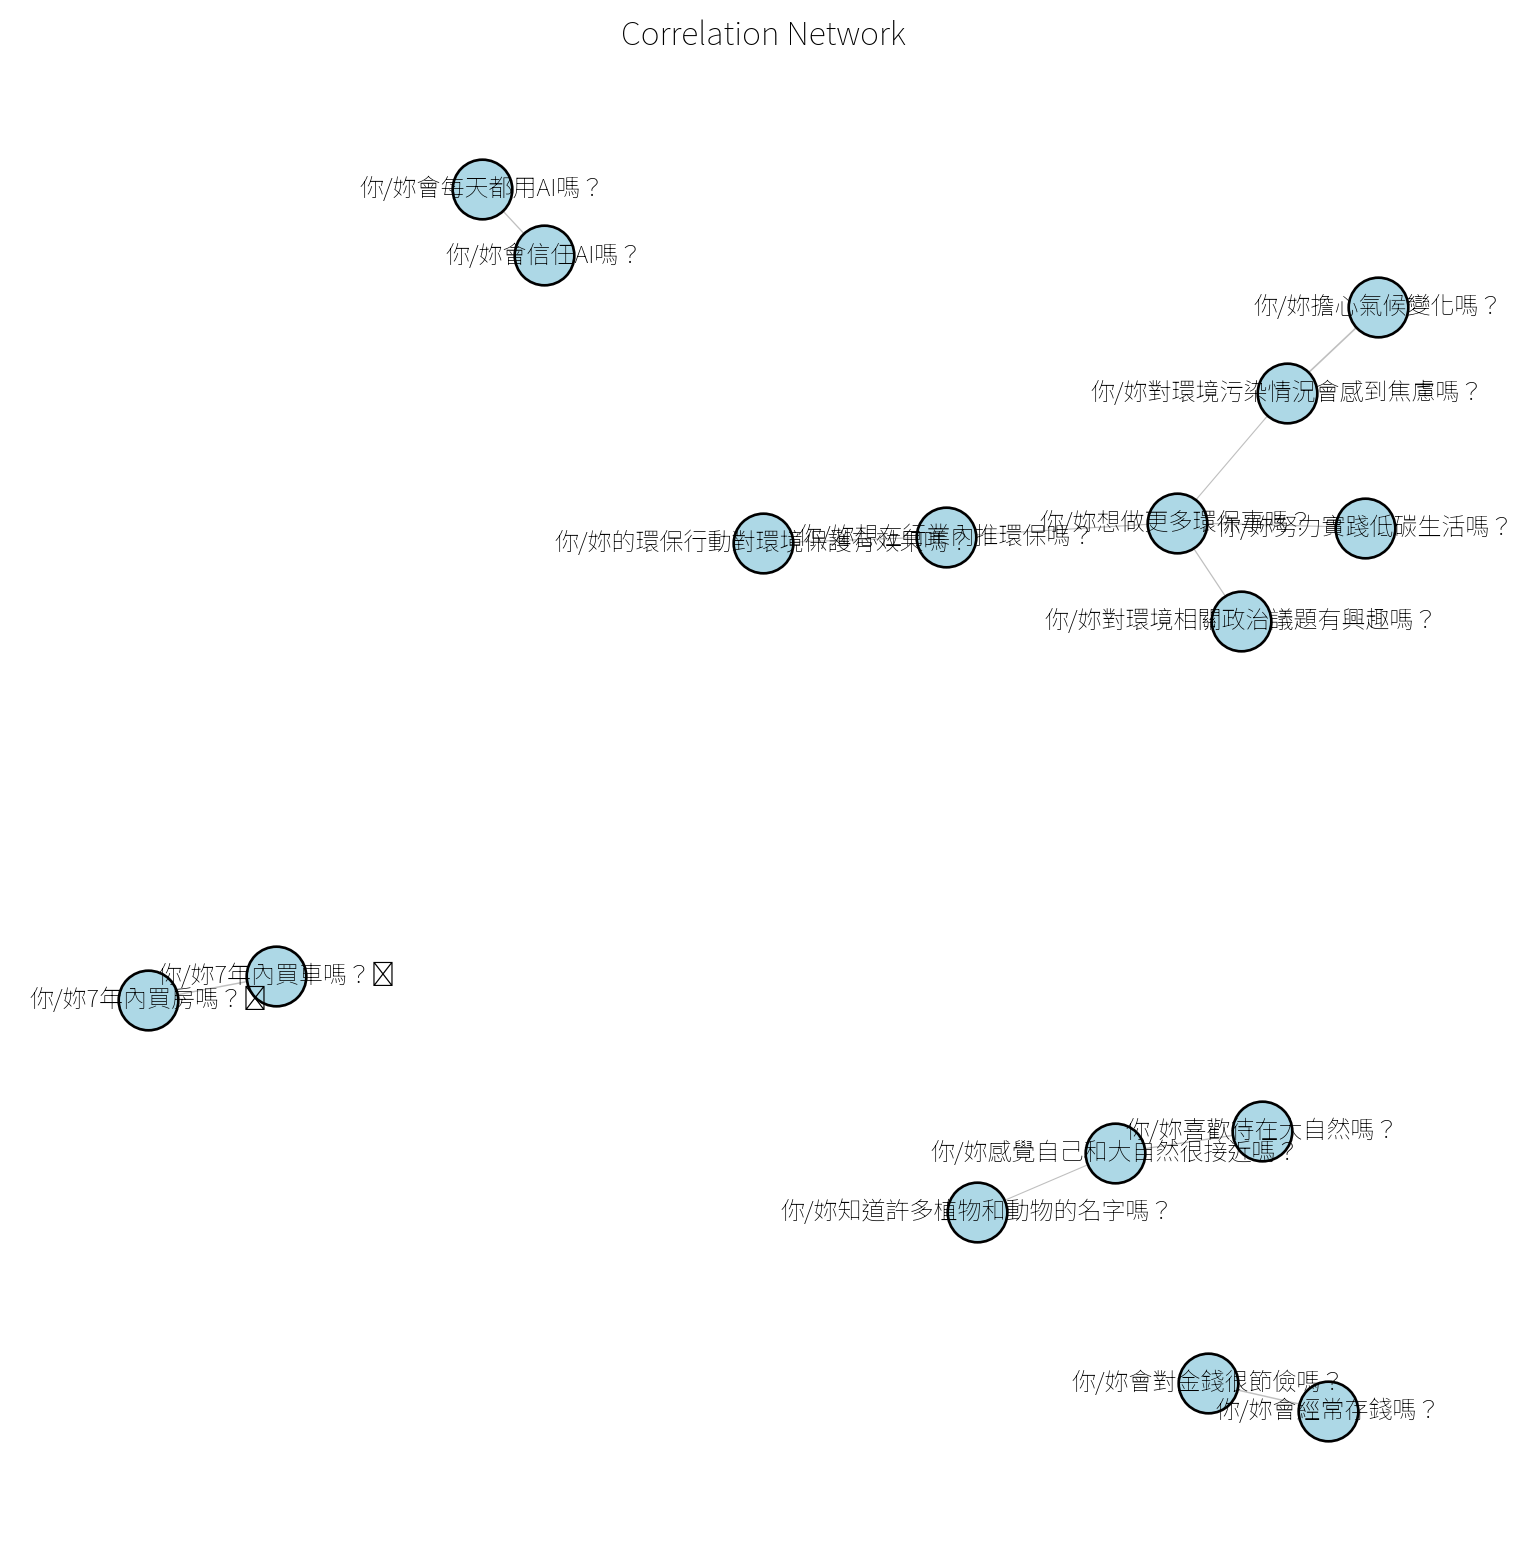 Correlation Network
你/妳會每天都用AI嗎？
你/妳會信任AI嗎？
你/妳擔心氣候變化嗎？
你/妳對環境污染情況會感到焦慮嗎？
你/妳想做更多環保事嗎？
你/妳努力實踐低碳生活嗎？
你/妳想在行業內推環保嗎？
你/妳的環保行動對環境保護有效果嗎？
你/妳對環境相關政治議題有興趣嗎？
你/妳7年內買車嗎？
你/妳7年內買房嗎？
你/妳喜歡待在大自然嗎？
你/妳感覺自己和大自然很接近嗎？
你/妳知道許多植物和動物的名字嗎？
你/妳會對金錢很節儉嗎？
你/妳會經常存錢嗎？